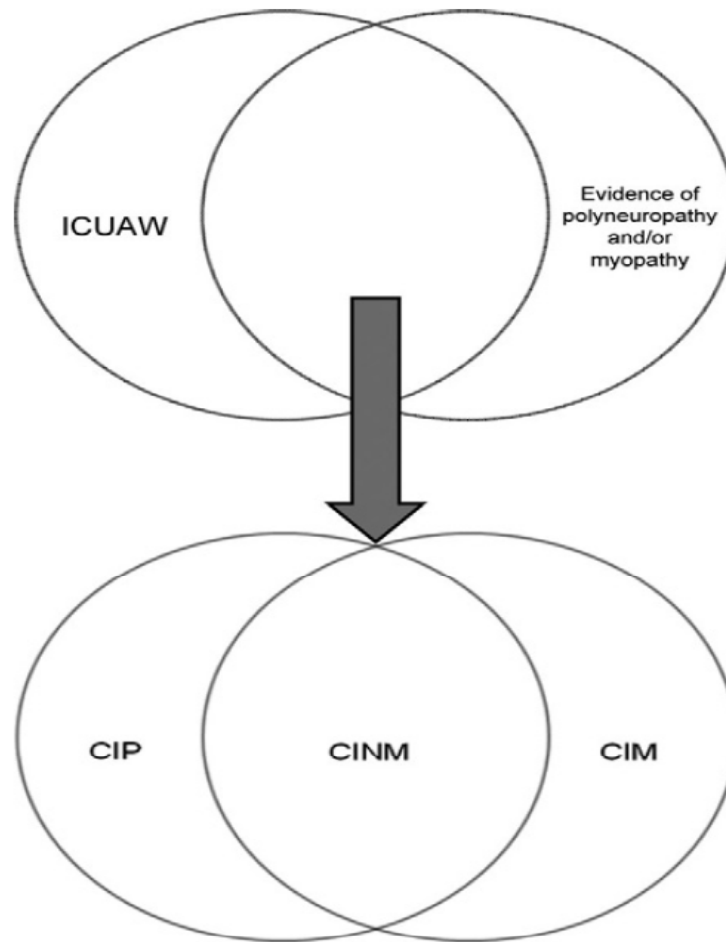 ICUAW
Evidence of
polyneuropathy
and/or
myopathy
CIP
CINM
CIM